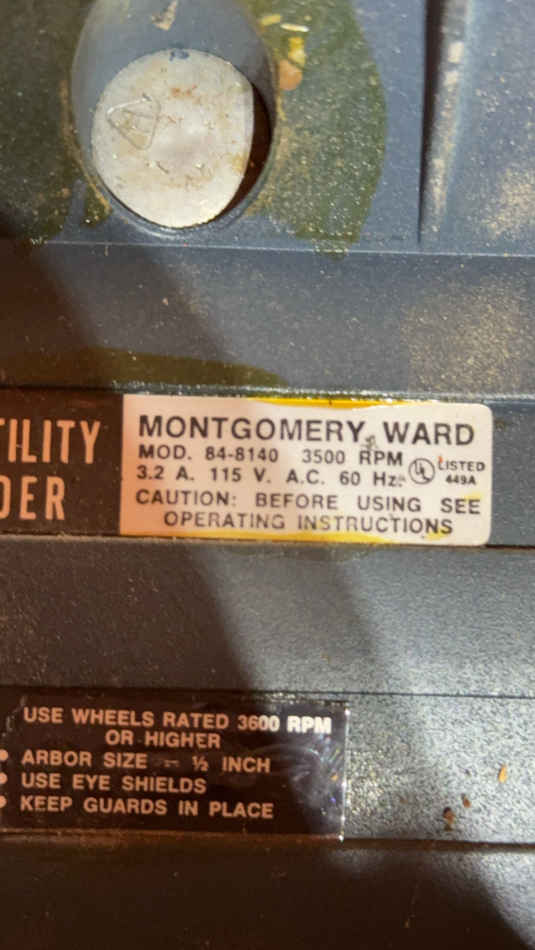 TILITY
DER
MONTGOMERY WARD
MOD. 84-8140 3500 RPM
3.2 A. 115 V. A.C. 60 Hz.
UL LISTED
449A
CAUTION: BEFORE USING SEE
OPERATING INSTRUCTIONS
USE WHEELS RATED 3600 RPM
OR HIGHER
• ARBOR SIZE — ½ INCH
• USE EYE SHIELDS
• KEEP GUARDS IN PLACE